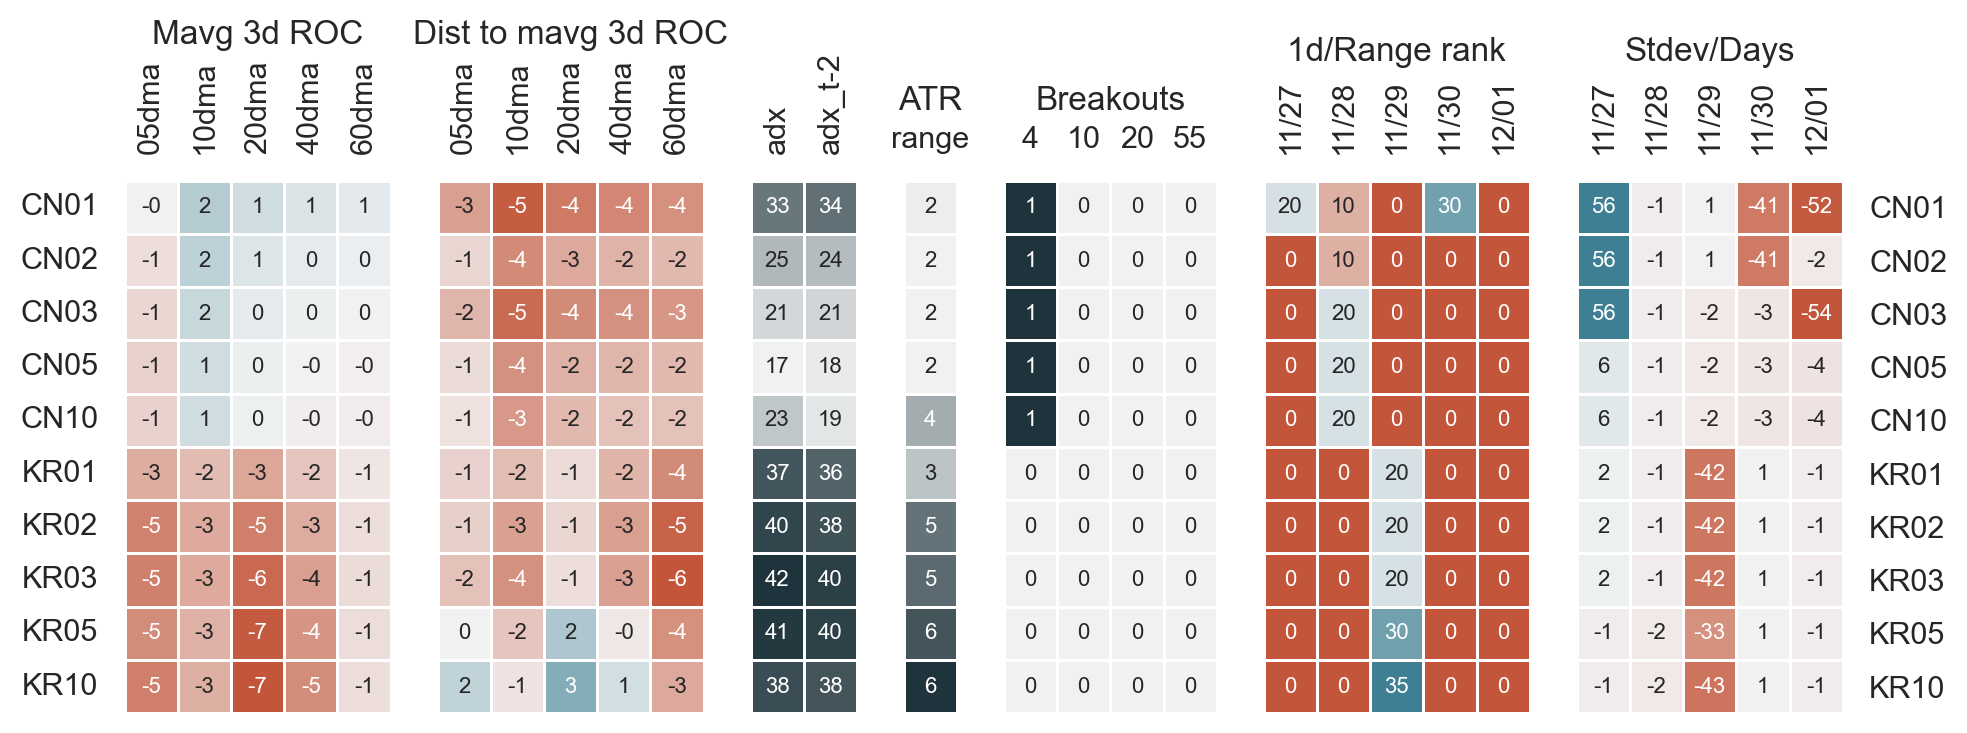 Mavg 3d ROC Dist to mavg 3d ROC 1d/Range rank Stdev/Days
05dma 10dma 20dma 40dma 60dma 05dma 10dma 20dma 40dma 60dma adx adx_t-2 ATR range Breakouts 4 10 20 55 11/27 11/28 11/29 11/30 12/01 11/27 11/28 11/29 11/30 12/01
CN01 -0 2 1 1 1 -3 -5 -4 -4 -4 33 34 2 1 0 0 0 20 10 0 30 0 56 -1 1 -41 -52 CN01
CN02 -1 2 1 0 0 -1 -4 -3 -2 -2 25 24 2 1 0 0 0 0 10 0 0 0 56 -1 1 -41 -2 CN02
CN03 -1 2 0 0 0 -2 -5 -4 -4 -3 21 21 2 1 0 0 0 0 20 0 0 0 56 -1 -2 -3 -54 CN03
CN05 -1 1 0 -0 -0 -1 -4 -2 -2 -2 17 18 2 1 0 0 0 0 20 0 0 0 6 -1 -2 -3 -4 CN05
CN10 -1 1 0 -0 -0 -1 -3 -2 -2 -2 23 19 4 1 0 0 0 0 20 0 0 0 6 -1 -2 -3 -4 CN10
KR01 -3 -2 -3 -2 -1 -1 -2 -1 -2 -4 37 36 3 0 0 0 0 0 0 20 0 0 2 -1 -42 1 -1 KR01
KR02 -5 -3 -5 -3 -1 -1 -3 -1 -3 -5 40 38 5 0 0 0 0 0 0 20 0 0 2 -1 -42 1 -1 KR02
KR03 -5 -3 -6 -4 -1 -2 -4 -1 -3 -6 42 40 5 0 0 0 0 0 0 20 0 0 2 -1 -42 1 -1 KR03
KR05 -5 -3 -7 -4 -1 0 -2 2 -0 -4 41 40 6 0 0 0 0 0 0 30 0 0 -1 -2 -33 1 -1 KR05
KR10 -5 -3 -7 -5 -1 2 -1 3 1 -3 38 38 6 0 0 0 0 0 0 35 0 0 -1 -2 -43 1 -1 KR10